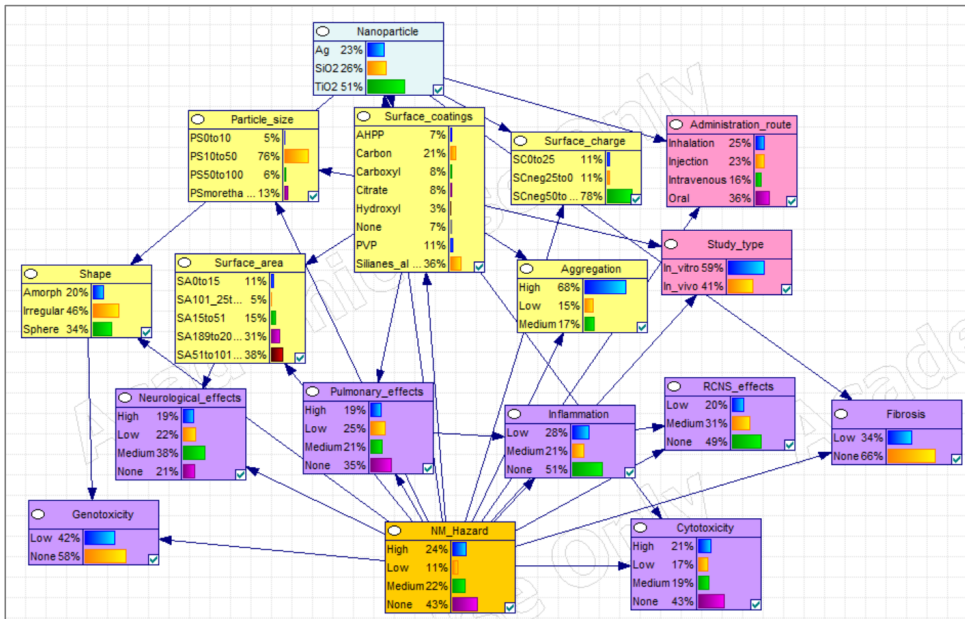 Nanoparticle
Ag 23%
SiO2 26%
TiO2 51%
Particle_size
PS0to10 5%
PS10to50 76%
PS50to100 6%
PSmoretha ... 13%
Surface_coatings
AHPP 7%
Carbon 21%
Carboxyl 8%
Citrate 8%
Hydroxyl 3%
None 7%
PVP 11%
Silianes_al ... 36%
Surface_charge
SC0to25 11%
SCneg25to0 11%
SCneg50to ... 78%
Administration_route
Inhalation 25%
Injection 23%
Intravenous 16%
Oral 36%
Study_type
In_vitro 59%
In_vivo 41%
Shape
Amorph 20%
Irregular 46%
Sphere 34%
Surface_area
SA0to15 11%
SA101_25t... 5%
SA15to51 15%
SA189to20 ... 31%
SA51to101 ... 38%
Aggregation
High 68%
Low 15%
Medium 17%
Neurological_effects
High 19%
Low 22%
Medium 38%
None 21%
Pulmonary_effects
High 19%
Low 25%
Medium 21%
None 35%
Inflammation
Low 28%
Medium 21%
None 51%
RCNS_effects
Low 20%
Medium 31%
None 49%
Fibrosis
Low 34%
None 66%
Genotoxicity
Low 42%
None 58%
NM_Hazard
High 24%
Low 11%
Medium 22%
None 43%
Cytotoxicity
High 21%
Low 17%
Medium 19%
None 43%